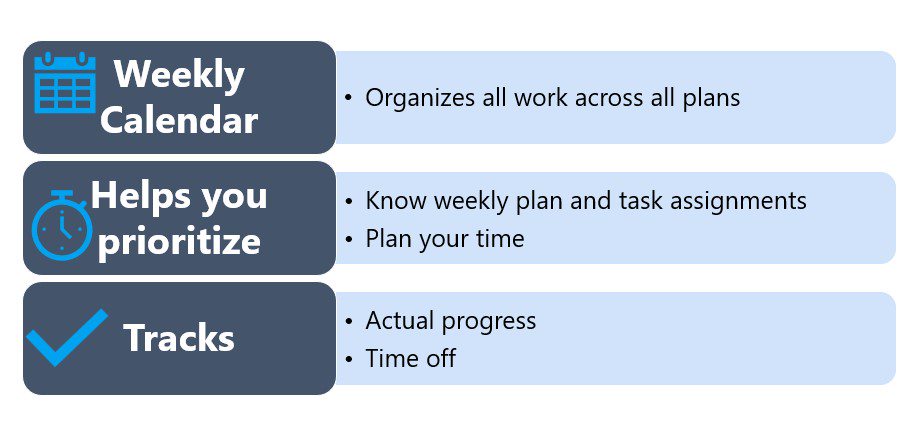 Weekly
Calendar
• Organizes all work across all plans
Helps you
prioritize
• Know weekly plan and task assignments
• Plan your time
Tracks
• Actual progress
• Time off